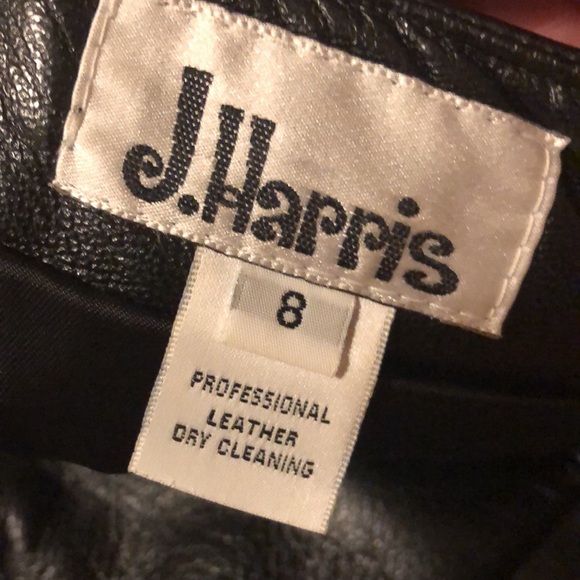 J.Harris
8
PROFESSIONAL
LEATHER
DRY CLEANING